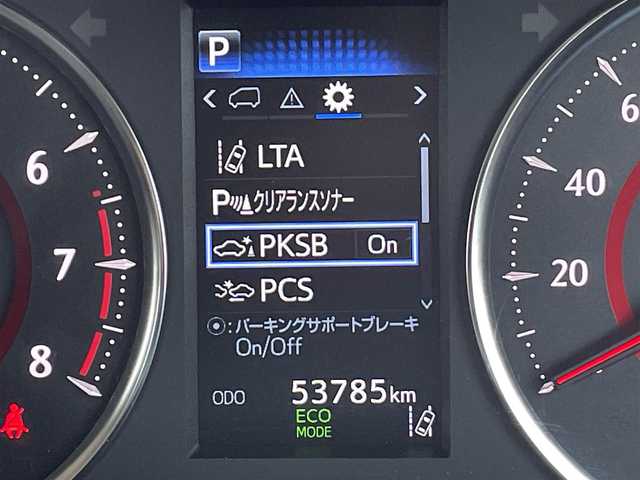 P
LTA
P クリアランスソナー
PKSB On
PCS
:パーキングサポートブレーキ
On/Off
ODO 53785km
ECO
MODE
6
7
8
6
40
20